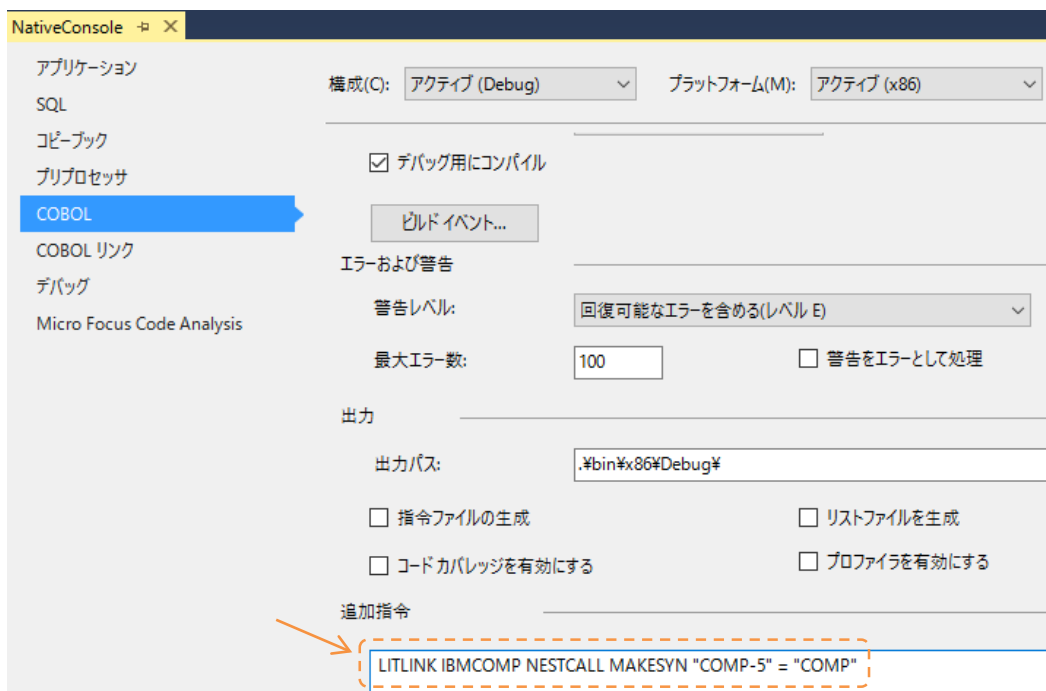 NativeConsole
アプリケーション
SQL
コピーブック
プリプロセッサ
COBOL
COBOL リンク
デバッグ
Micro Focus Code Analysis
構成(C): アクティブ (Debug) プラットフォーム(M): アクティブ (x86)
デバッグ用にコンパイル
ビルド イベント...
エラーおよび警告
警告レベル: 回復可能なエラーを含める(レベル E)
最大エラー数: 100 警告をエラーとして処理
出力
出力パス: .¥bin¥x86¥Debug¥
指令ファイルの生成 リストファイルを生成
コード カバレッジを有効にする プロファイラを有効にする
追加指令
LITLINK IBMCOMP NESTCALL MAKESYN "COMP-5" = "COMP"